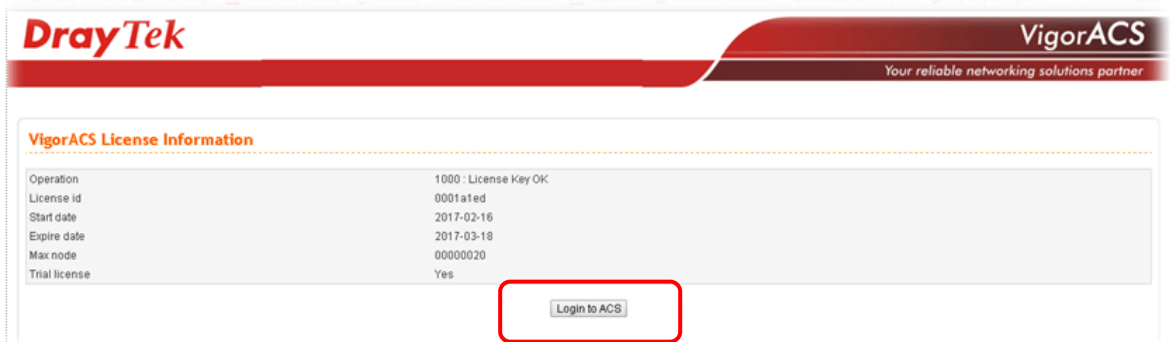 DrayTek
VigorACS
Your reliable networking solutions partner
VigorACS License Information
Operation 1000 : License Key OK
License id 0001a1ed
Start date 2017-02-16
Expire date 2017-03-18
Max node 00000020
Trial license Yes
Login to ACS